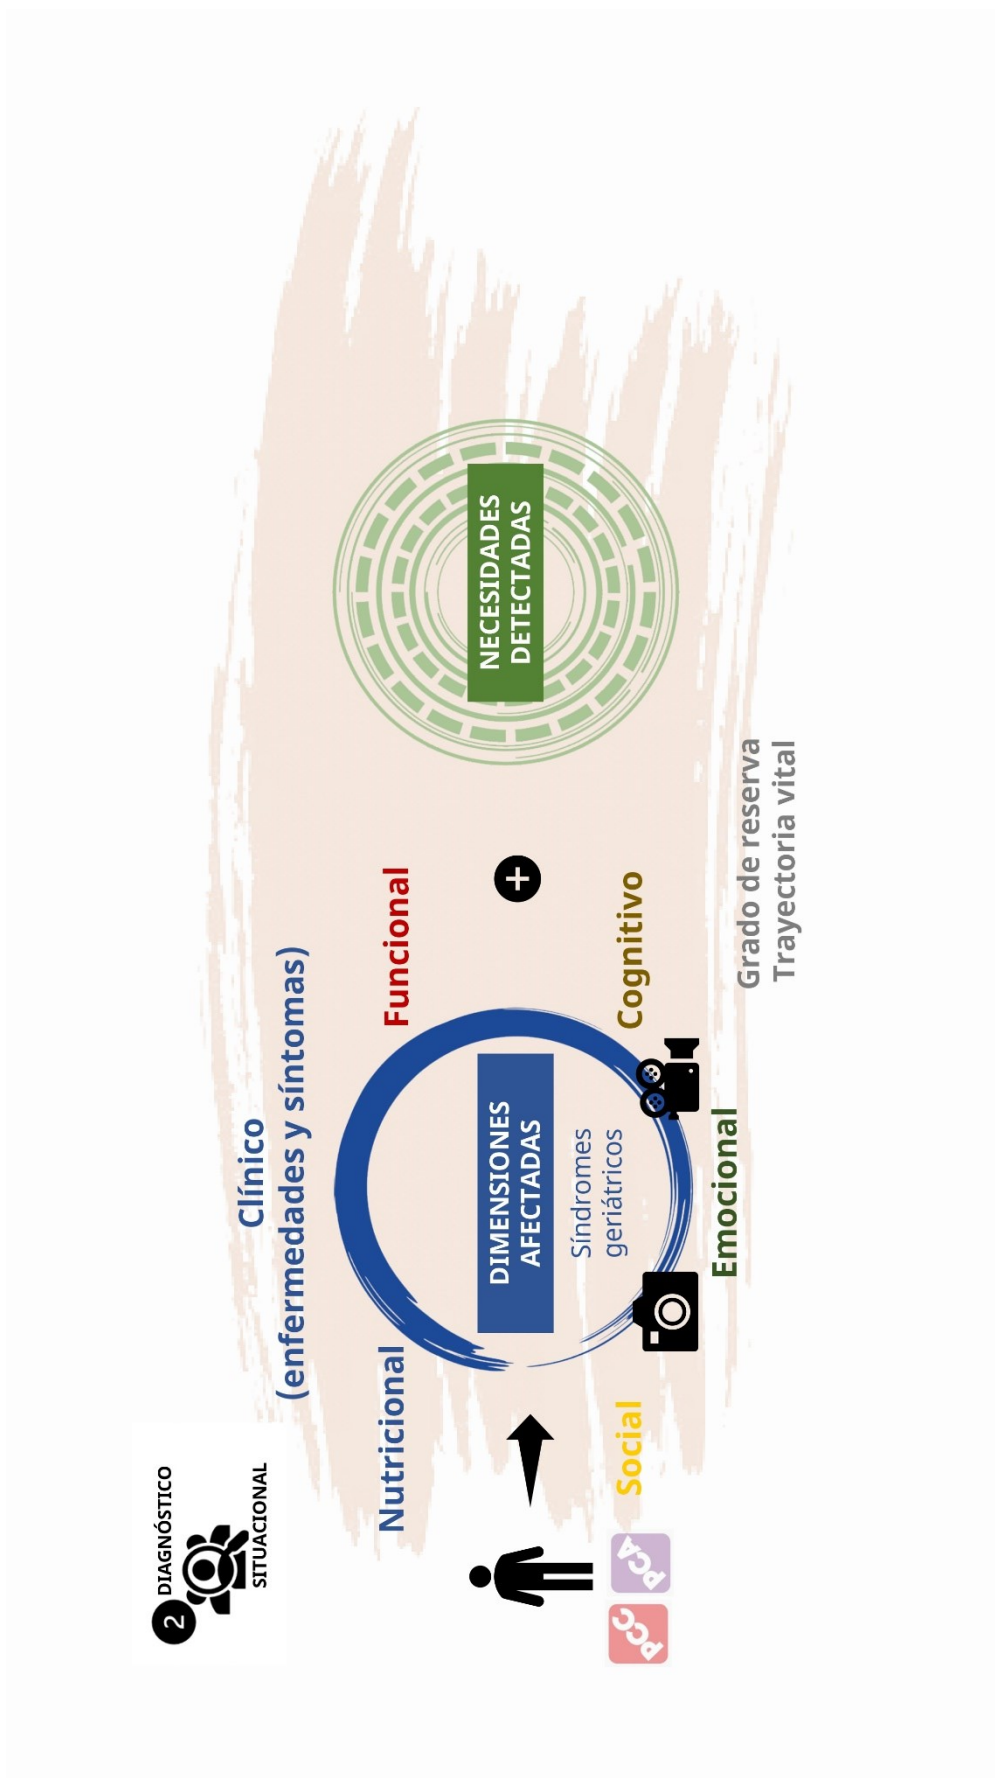 2
DIAGNÓSTICO
SITUACIONAL
Clínico
(enfermedades y síntomas)
Nutricional
Funcional
DIMENSIONES
AFECTADAS
Síndromes
geriátricos
+
NECESIDADES
DETECTADAS
Social
Cognitivo
PCC
PCA
Emocional
Grado de reserva
Trayectoria vital